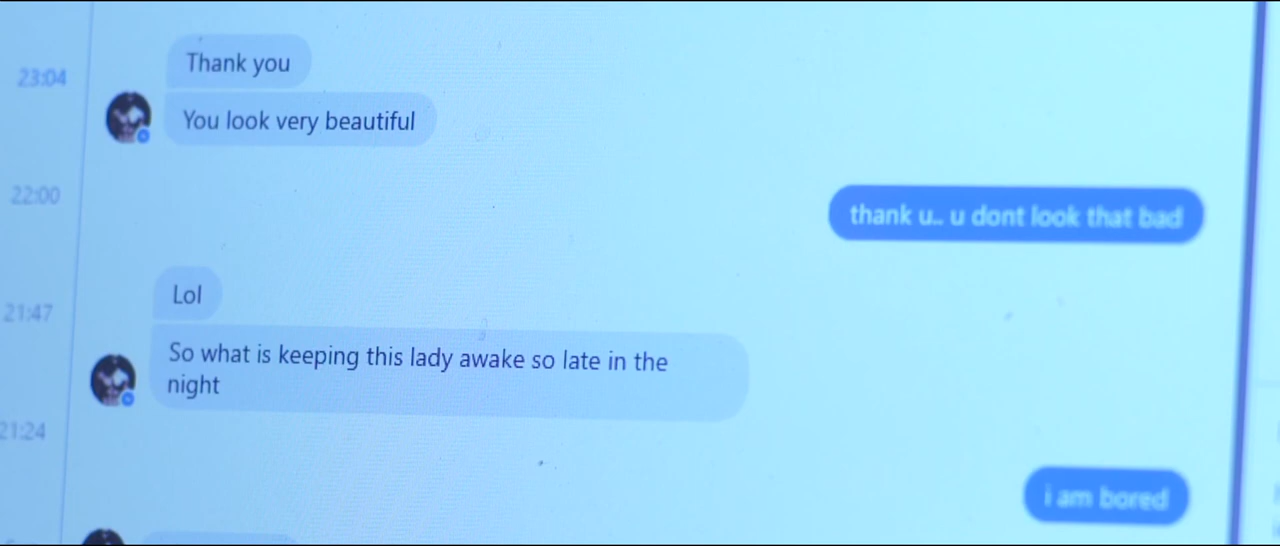 23:04
Thank you
You look very beautiful
22:00
thank u.. u dont look that bad
Lol
21:47
So what is keeping this lady awake so late in the
night
21:24
i am bored